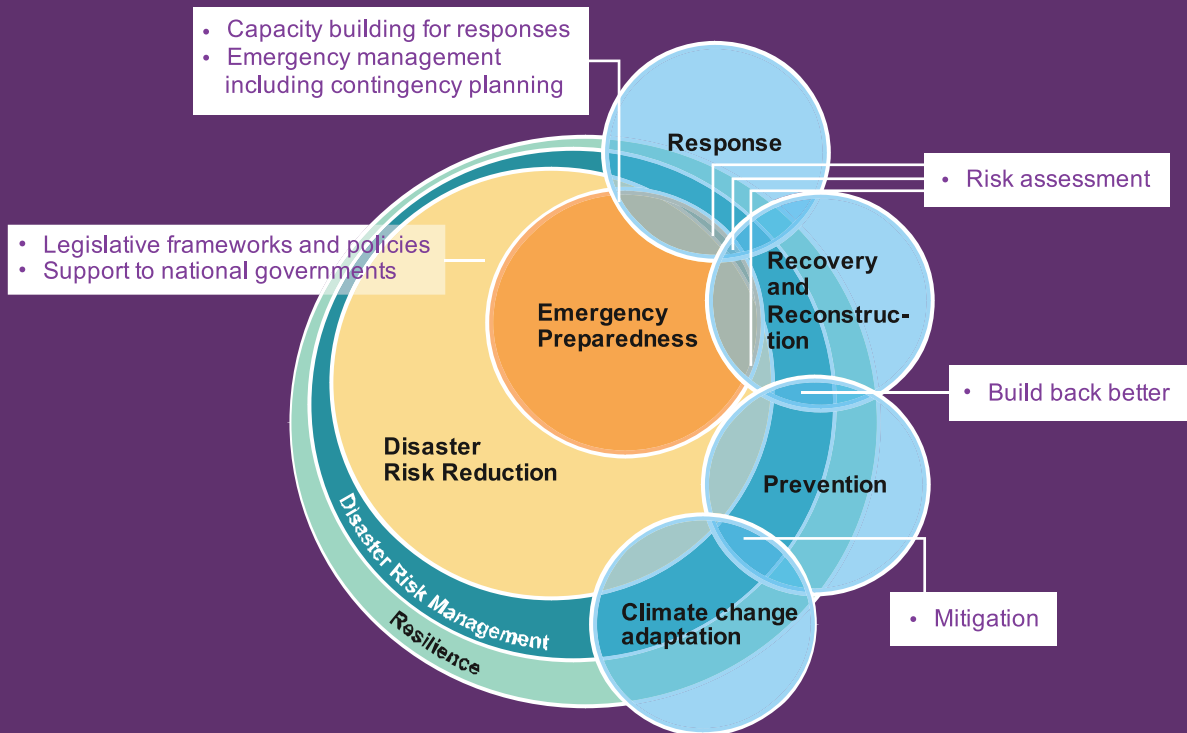 • Capacity building for responses
• Emergency management
including contingency planning
Response
• Risk assessment
• Legislative frameworks and policies
• Support to national governments
Recovery
and
Reconstruc-
tion
Emergency
Preparedness
• Build back better
Disaster
Risk Reduction
Prevention
Disaster Risk Management
Climate change
adaptation
• Mitigation
Resilience